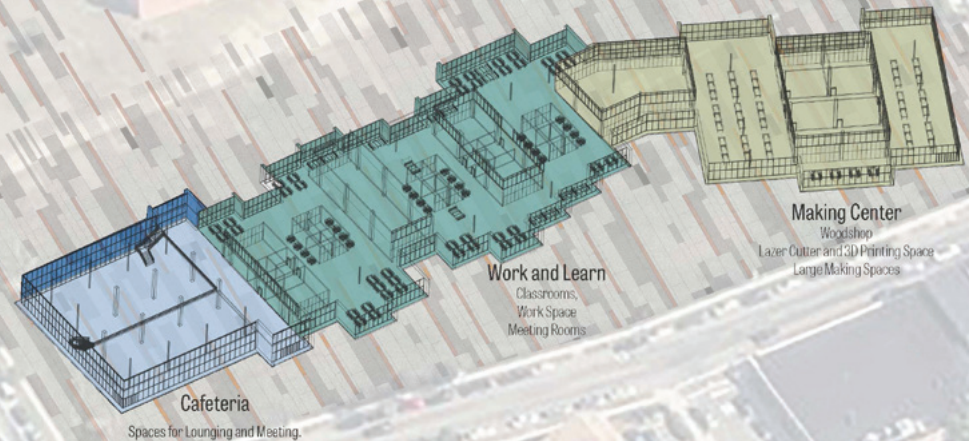 Making Center
Woodshop
Lazer Cutter and 3D Printing Space
Large Making Spaces
Work and Learn
Classrooms,
Work Space
Meeting Rooms
Cafeteria
Spaces for Lounging and Meeting.